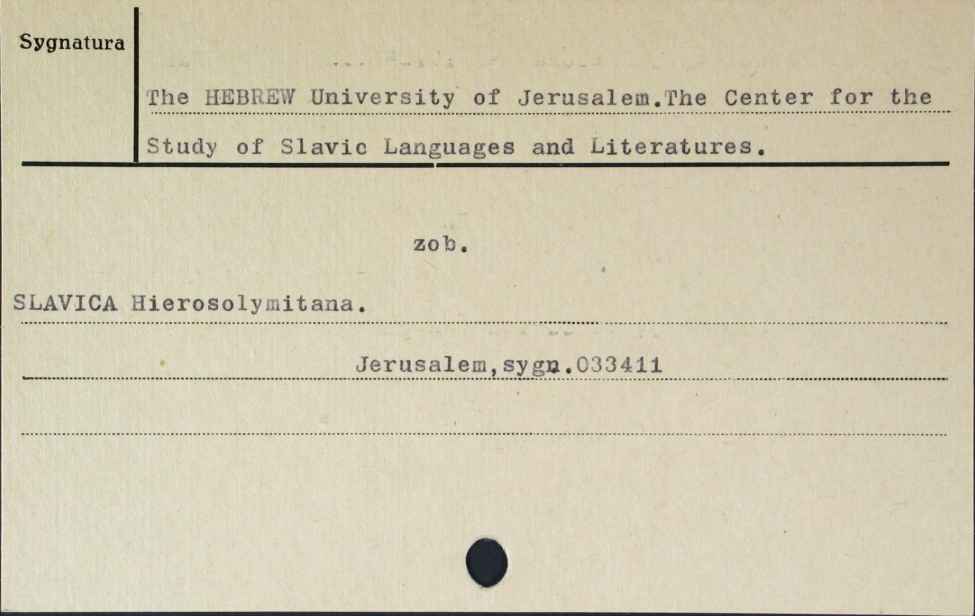 Sygnatura
The HEBREW University of Jerusalem.The Center for the
Study of Slavic Languages and Literatures.
zob.
SLAVICA Hierosolymitana.
Jerusalem,sygn.033411